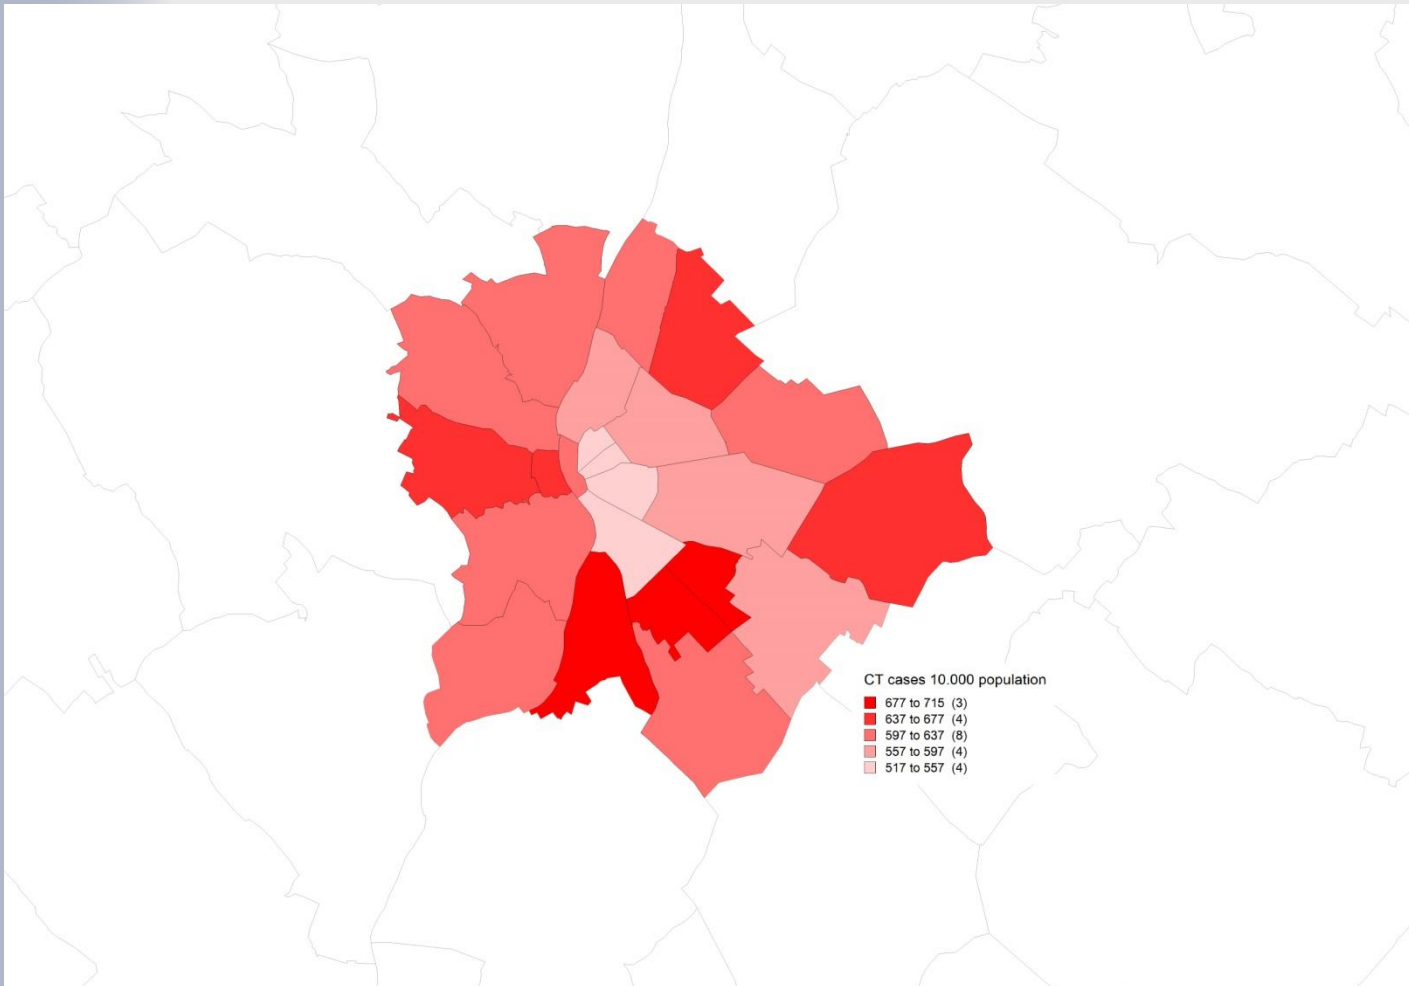 CT cases 10.000 population
677 to 715 (3)
637 to 677 (4)
597 to 637 (8)
557 to 597 (4)
517 to 557 (4)